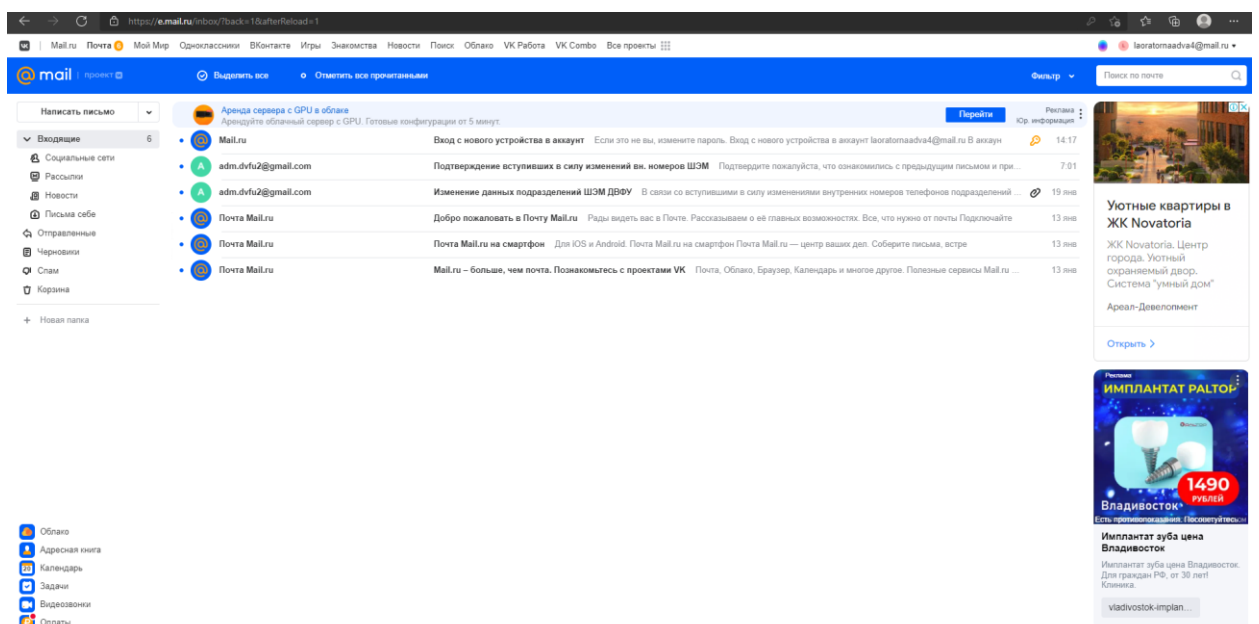 https://e.mail.ru/inbox/?back=1&afterReload=1
Mail.ru Почта 6 Мой Мир Одноклассники ВКонтакте Игры Знакомства Новости Поиск Облако VK Работа VK Combo Все проекты laoratornaadva4@mail.ru
mail проект Выделить все Отметить все прочитанными Фильтр Поиск по почте
Написать письмо
Входящие 6
Социальные сети
Рассылки
Новости
Письма себе
Отправленные
Черновики
Спам
Корзина
+ Новая папка
Облако
Адресная книга
Календарь
Задачи
Видеозвонки
Оплаты
Аренда сервера с GPU в облаке
Арендуйте облачный сервер с GPU. Готовые конфигурации от 5 минут.
Перейти
Реклама
Юр. информация
Mail.ru Вход с нового устройства в аккаунт Если это не вы, измените пароль. Вход с нового устройства в аккаунт laoratornaadva4@mail.ru В аккаун 14:17
A adm.dvfu2@gmail.com Подтверждение вступивших в силу изменений вн. номеров ШЭМ Подтвердите пожалуйста, что ознакомились с предыдущим письмом и при... 7:01
A adm.dvfu2@gmail.com Изменение данных подразделений ШЭМ ДВФУ В связи со вступившими в силу изменениями внутренних номеров телефонов подразделений ... 19 янв
Почта Mail.ru Добро пожаловать в Почту Mail.ru Рады видеть вас в Почте. Рассказываем о её главных возможностях. Все, что нужно от почты Подключайте 13 янв
Почта Mail.ru Почта Mail.ru на смартфон Для iOS и Android. Почта Mail.ru на смартфон Почта Mail.ru — центр ваших дел. Соберите письма, встре 13 янв
Почта Mail.ru Mail.ru – больше, чем почта. Познакомьтесь с проектами VK Почта, Облако, Браузер, Календарь и многое другое. Полезные сервисы Mail.ru ... 13 янв
Уютные квартиры в
ЖК Novatoria
ЖК Novatoria. Центр
города. Уютный
охраняемый двор.
Система "умный дом"
Ареал-Девелопмент
Открыть
Реклама
ИМПЛАНТАТ PALTOP
1490
РУБЛЕЙ
Владивосток
Есть противопоказания. Посоветуйтесь
Имплантат зуба цена
Владивосток
Имплантат зуба цена Владивосток.
Для граждан РФ, от 30 лет!
Клиника.
vladivostok-implan...